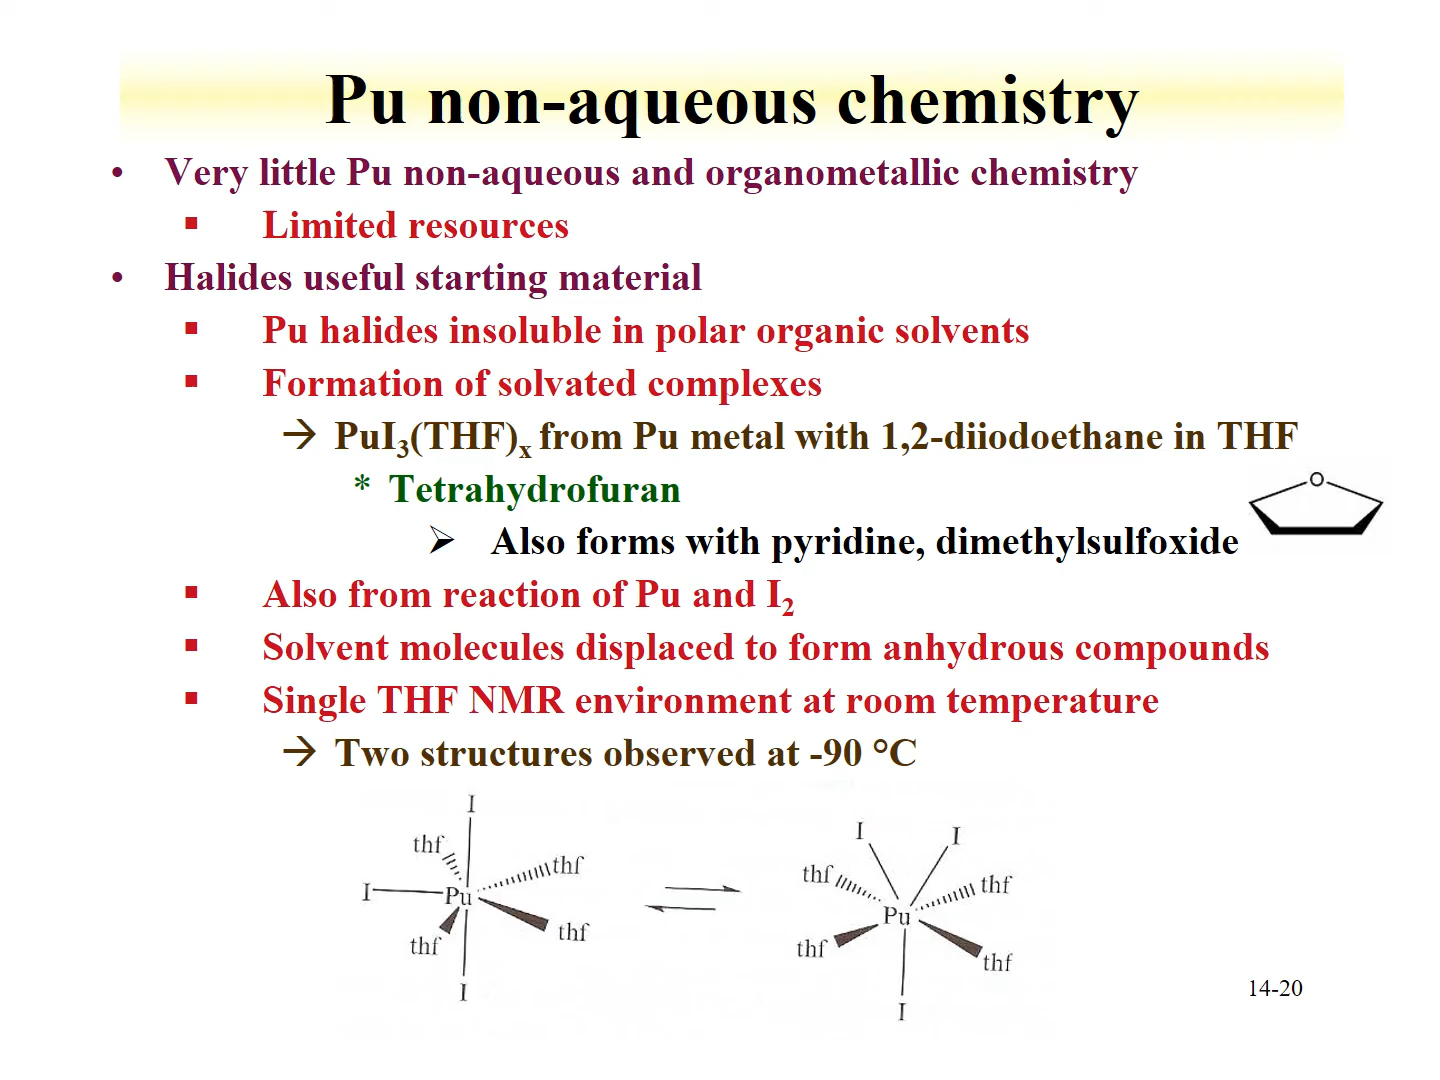 Pu non-aqueous chemistry
• Very little Pu non-aqueous and organometallic chemistry
▪ Limited resources
• Halides useful starting material
▪ Pu halides insoluble in polar organic solvents
▪ Formation of solvated complexes
→ PuI₃(THF)ₓ from Pu metal with 1,2-diiodoethane in THF
* Tetrahydrofuran
O
➢ Also forms with pyridine, dimethylsulfoxide
▪ Also from reaction of Pu and I₂
▪ Solvent molecules displaced to form anhydrous compounds
▪ Single THF NMR environment at room temperature
→ Two structures observed at -90 °C
I
thf
thf
I
Pu
thf
thf
I
I
I
thf
thf
Pu
thf
thf
I
14-20